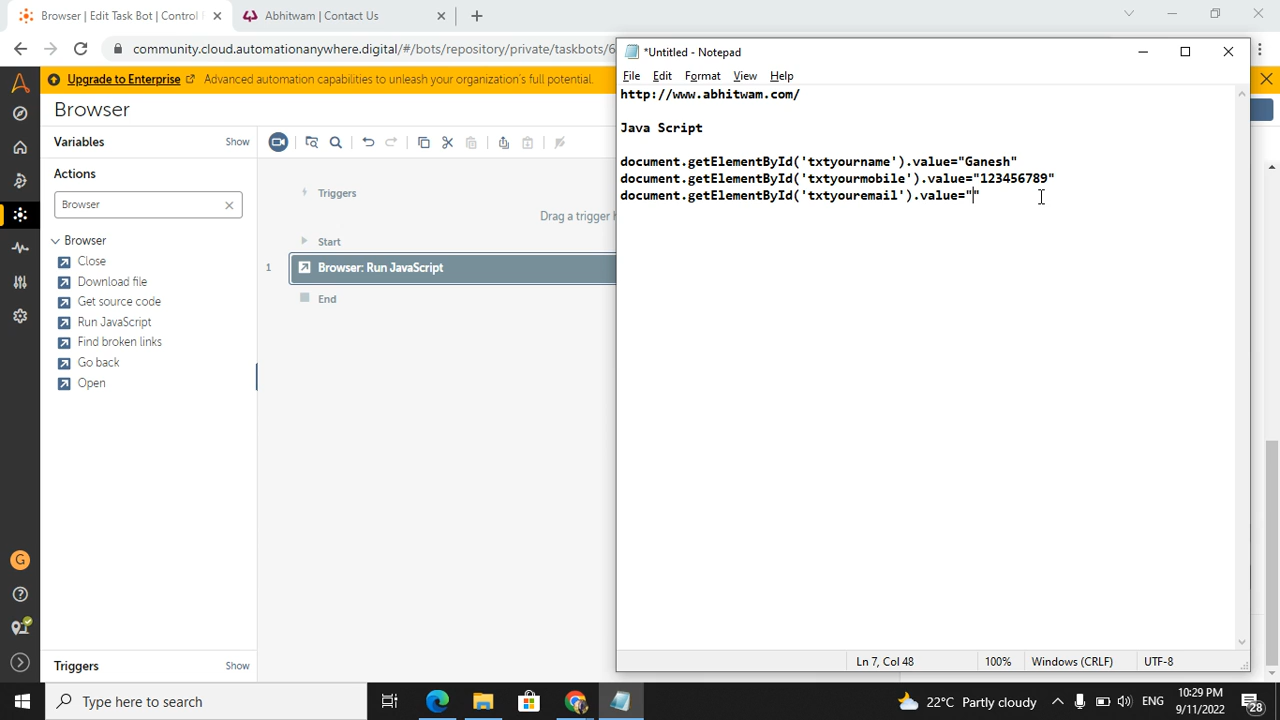 Browser | Edit Task Bot | Control
Abhitwam | Contact Us
community.cloud.automationanywhere.digital/#/bots/repository/private/taskbots/6
Upgrade to Enterprise
Advanced automation capabilities to unleash your organization's full potential.
Browser
Variables
Show
Actions
Browser
Browser
Close
Download file
Get source code
Run JavaScript
Find broken links
Go back
Open
Triggers
Show
Triggers
Drag a trigger h
Start
1
Browser: Run JavaScript
End
*Untitled - Notepad
File Edit Format View Help
http://www.abhitwam.com/
Java Script
document.getElementById('txtyourname').value="Ganesh"
document.getElementById('txtyourmobile').value="123456789"
document.getElementById('txtyouremail').value=""
Ln 7, Col 48
100%
Windows (CRLF)
UTF-8
G
Type here to search
22°C Partly cloudy
ENG
10:29 PM
9/11/2022
28